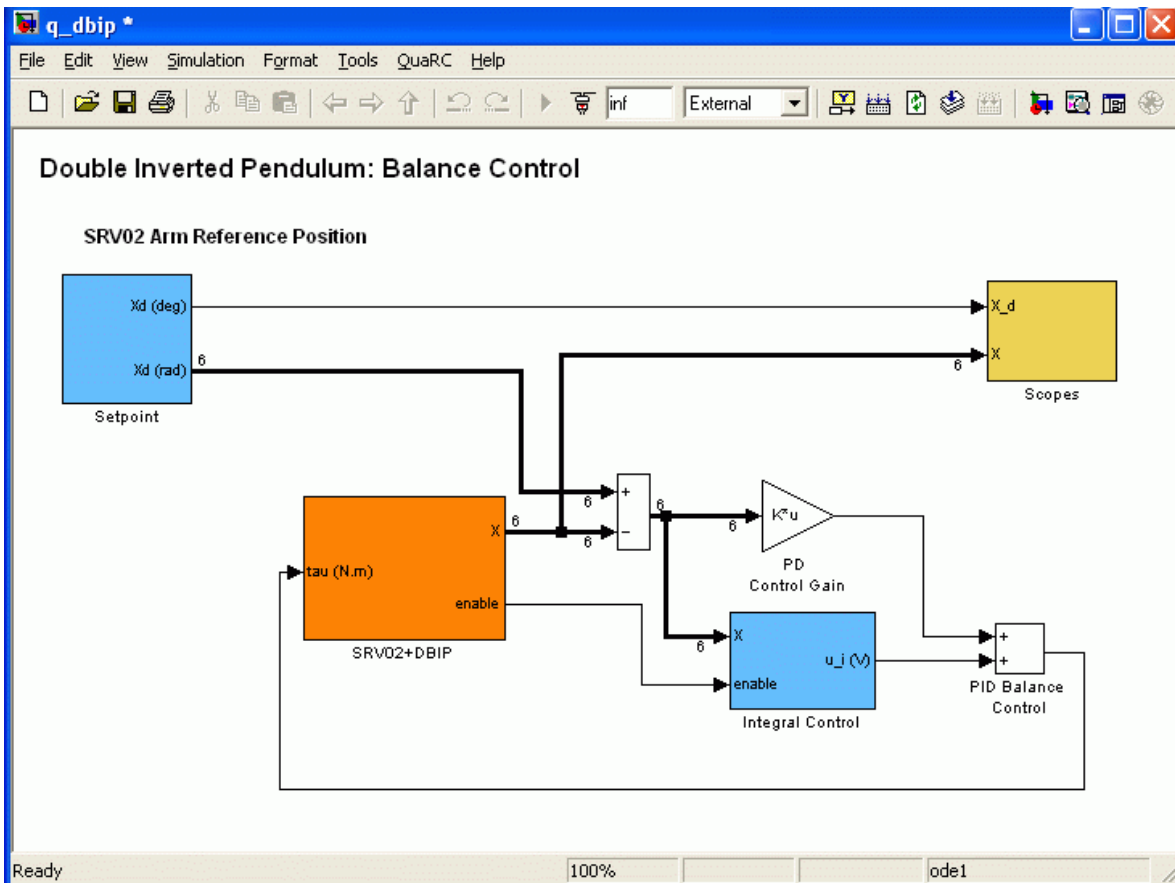 q_dbip *
File Edit View Simulation Format Tools QuaRC Help
inf External
Double Inverted Pendulum: Balance Control
SRV02 Arm Reference Position
Xd (deg)
Xd (rad)
6
Setpoint
X_d
X
6
Scopes
tau (N.m)
X
6
enable
SRV02+DBIP
+
6
-
6
6
6
K*u
PD
Control Gain
X
6
enable
u_i (V)
Integral Control
+
+
PID Balance
Control
Ready 100% ode1